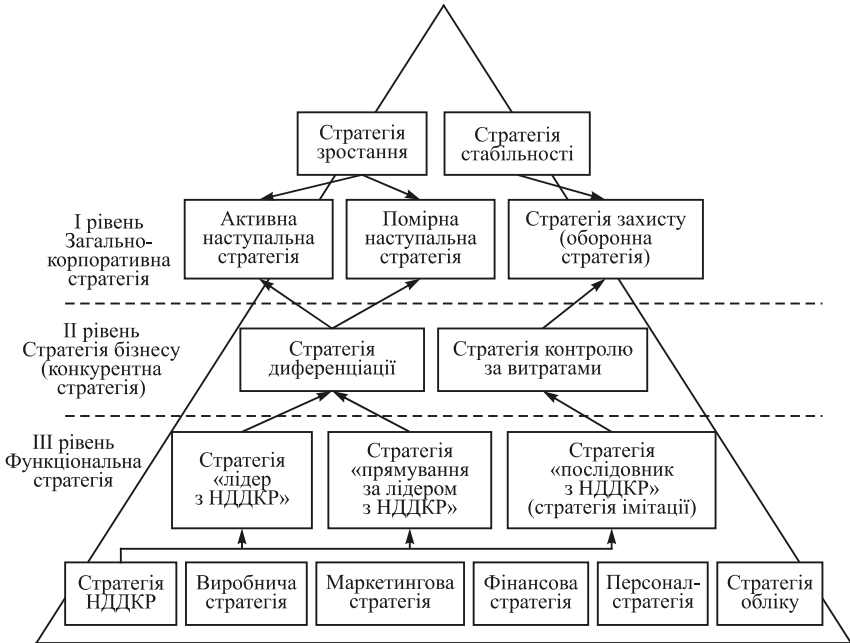 Стратегія
зростання
Стратегія
стабільності
І рівень
Загально-
корпоративна
стратегія
Активна
наступальна
стратегія
Помірна
наступальна
стратегія
Стратегія захисту
(оборонна
стратегія)
ІІ рівень
Стратегія бізнесу
(конкурентна
стратегія)
Стратегія
диференціації
Стратегія контролю
за витратами
ІІІ рівень
Функціональна
стратегія
Стратегія
«лідер
з НДДКР»
Стратегія
«прямування
за лідером
з НДДКР»
Стратегія
«послідовник
з НДДКР»
(стратегія імітації)
Стратегія
НДДКР
Виробнича
стратегія
Маркетингова
стратегія
Фінансова
стратегія
Персонал-
стратегія
Стратегія
обліку